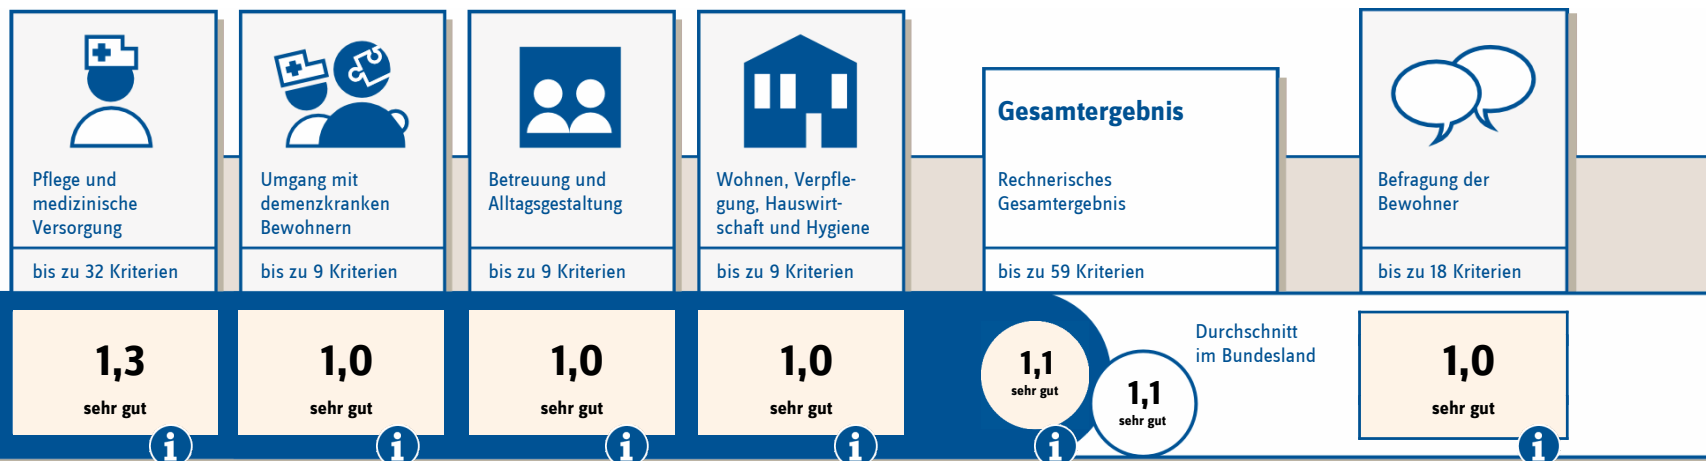 Pflege und
medizinische
Versorgung
bis zu 32 Kriterien
1,3
sehr gut
Umgang mit
demenzkranken
Bewohnern
bis zu 9 Kriterien
1,0
sehr gut
Betreuung und
Alltagsgestaltung
bis zu 9 Kriterien
1,0
sehr gut
Wohnen, Verpfle-
gung, Hauswirt-
schaft und Hygiene
bis zu 9 Kriterien
1,0
sehr gut
Gesamtergebnis
Rechnerisches
Gesamtergebnis
bis zu 59 Kriterien
1,1
sehr gut
Durchschnitt
im Bundesland
1,1
sehr gut
Befragung der
Bewohner
bis zu 18 Kriterien
1,0
sehr gut